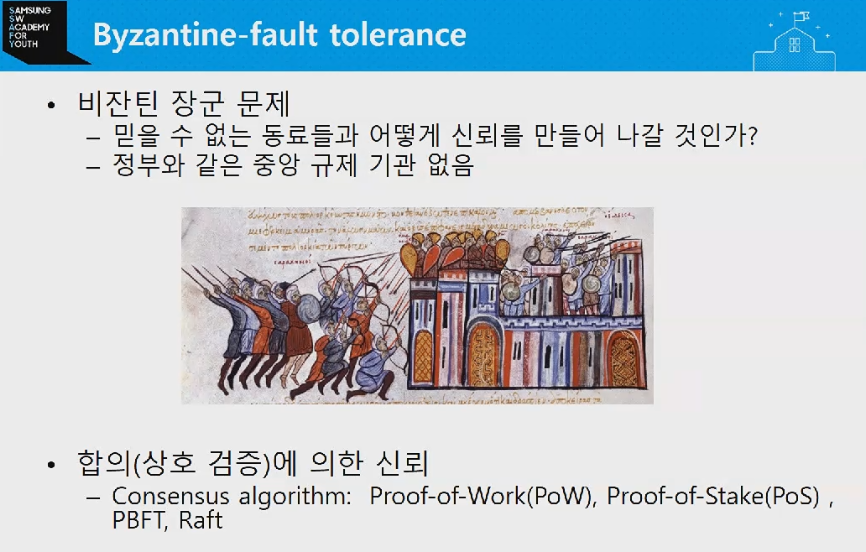 SAMSUNG
SW
ACADEMY
FOR
YOUTH
Byzantine-fault tolerance
• 비잔틴 장군 문제
– 믿을 수 없는 동료들과 어떻게 신뢰를 만들어 나갈 것인가?
– 정부와 같은 중앙 규제 기관 없음
• 합의(상호 검증)에 의한 신뢰
– Consensus algorithm: Proof-of-Work(PoW), Proof-of-Stake(PoS) ,
PBFT, Raft